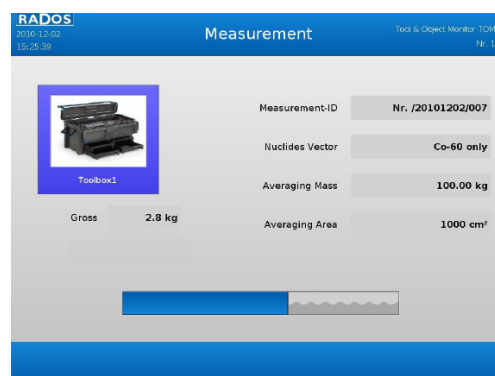 RADOS
2010-12-02
15:25:39
Measurement
Tool & Object Monitor TOM
Nr. 1
Toolbox1
Gross 2.8 kg
Measurement-ID Nr. /20101202/007
Nuclides Vector Co-60 only
Averaging Mass 100.00 kg
Averaging Area 1000 cm²